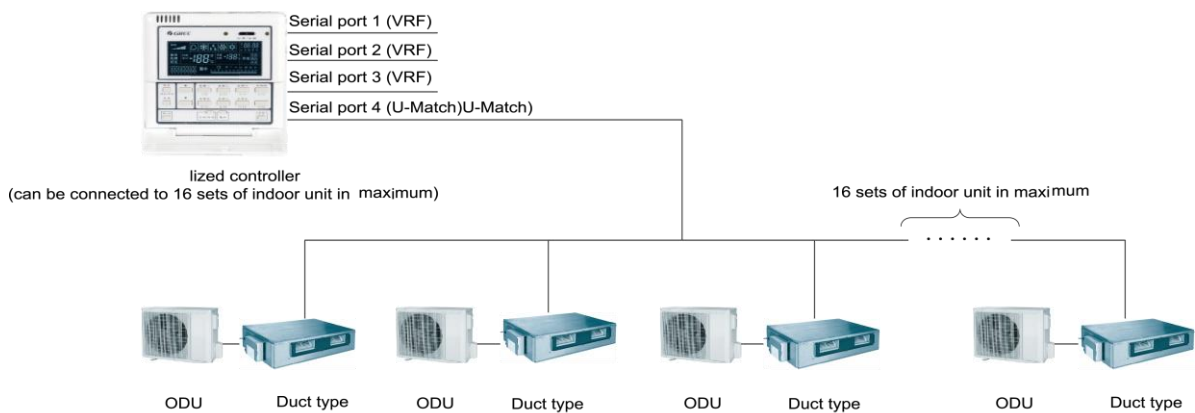 GREE
Serial port 1 (VRF)
Serial port 2 (VRF)
Serial port 3 (VRF)
Serial port 4 (U-Match)U-Match)
lized controller
(can be connected to 16 sets of indoor unit in maximum)
16 sets of indoor unit in maximum
ODU Duct type ODU Duct type ODU Duct type ODU Duct type